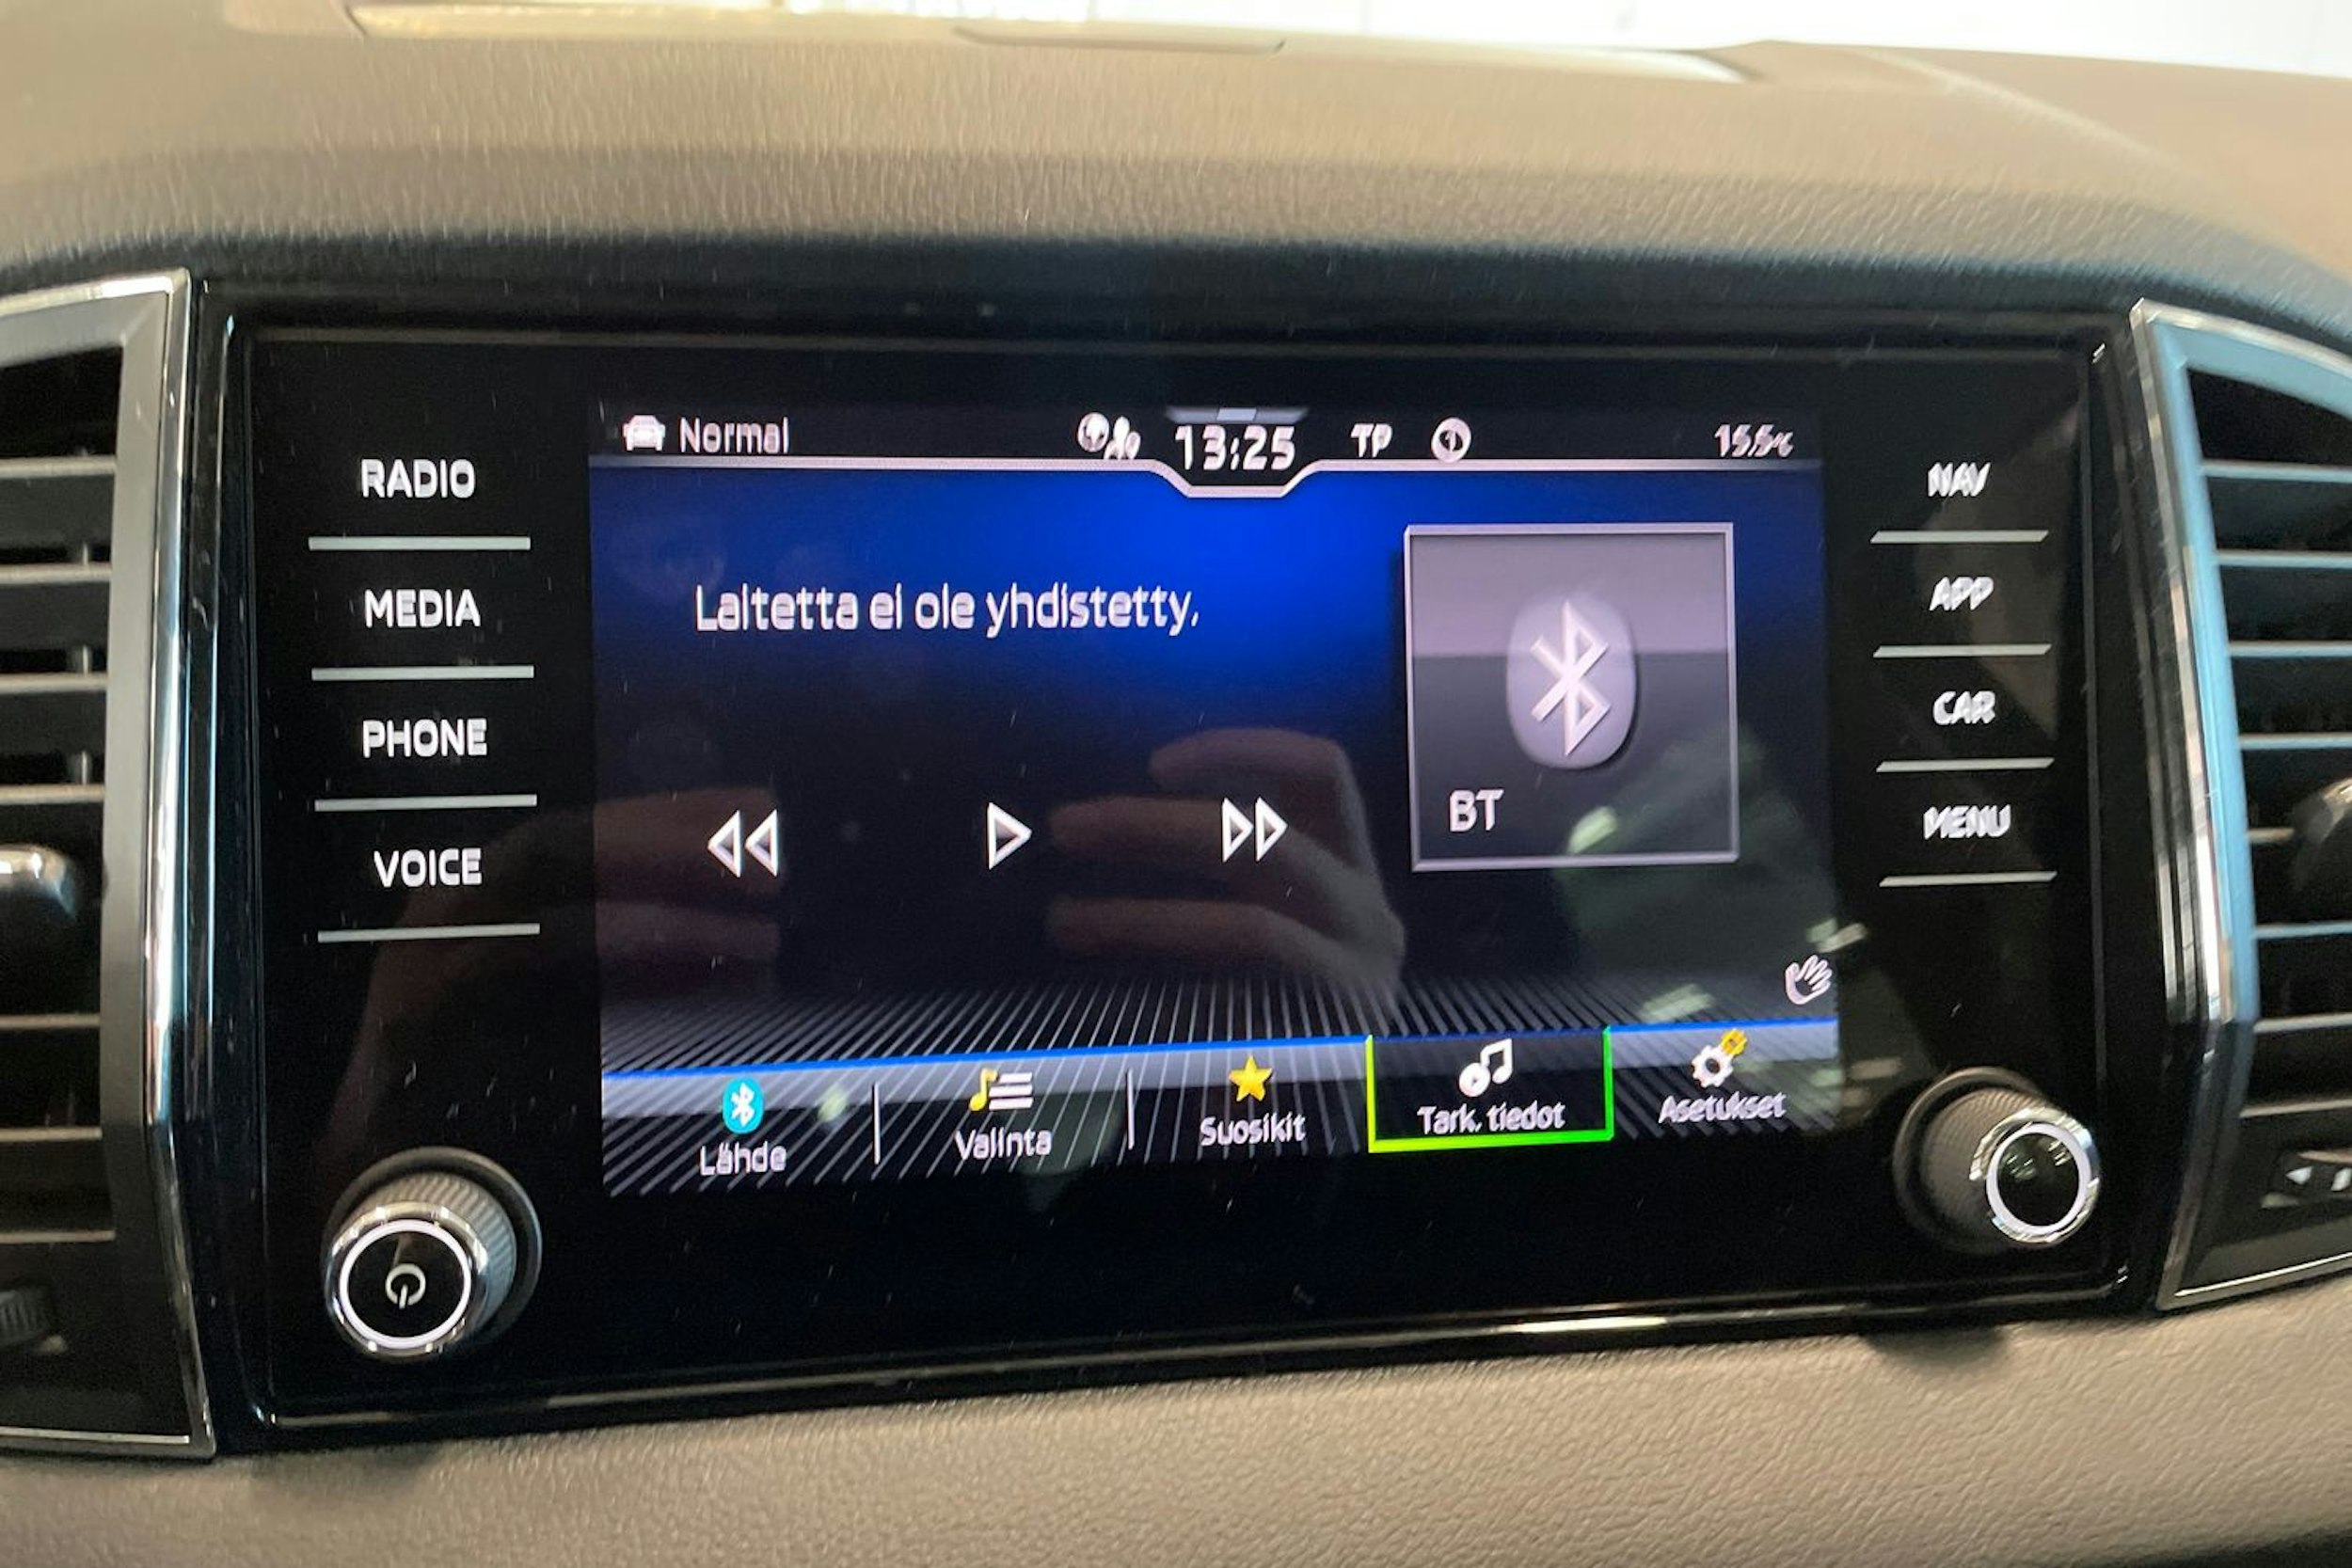 Normal
13:25
TP
15.5°C
RADIO
MEDIA
PHONE
VOICE
NAV
APP
CAR
MENU
Laitetta ei ole yhdistetty.
BT
Lähde
Valinta
Suosikit
Tark. tiedot
Asetukset